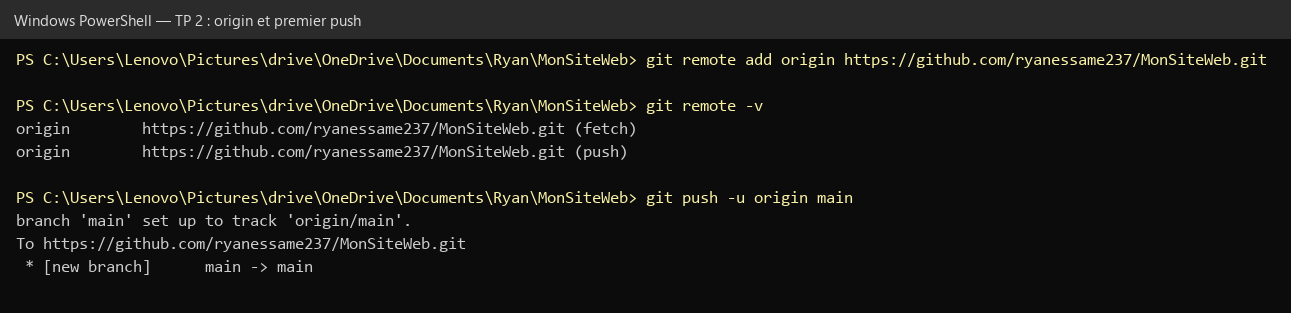 Windows PowerShell — TP 2 : origin et premier push
PS C:\Users\Lenovo\Pictures\drive\OneDrive\Documents\Ryan\MonSiteWeb> git remote add origin https://github.com/ryanessame237/MonSiteWeb.git
PS C:\Users\Lenovo\Pictures\drive\OneDrive\Documents\Ryan\MonSiteWeb> git remote -v
origin        https://github.com/ryanessame237/MonSiteWeb.git (fetch)
origin        https://github.com/ryanessame237/MonSiteWeb.git (push)
PS C:\Users\Lenovo\Pictures\drive\OneDrive\Documents\Ryan\MonSiteWeb> git push -u origin main
branch 'main' set up to track 'origin/main'.
To https://github.com/ryanessame237/MonSiteWeb.git
 * [new branch]      main -> main